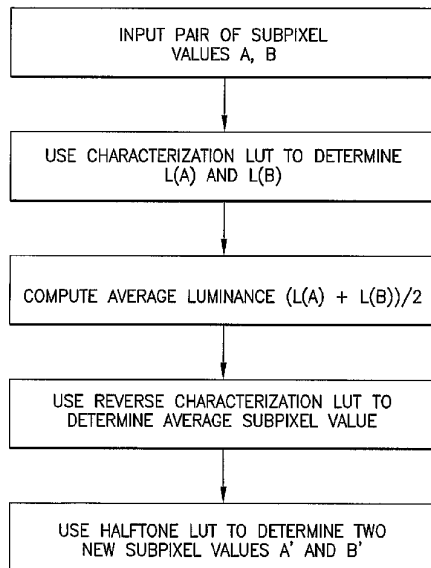 INPUT PAIR OF SUBPIXEL
VALUES A, B
USE CHARACTERIZATION LUT TO DETERMINE
L(A) AND L(B)
COMPUTE AVERAGE LUMINANCE (L(A) + L(B))/2
USE REVERSE CHARACTERIZATION LUT TO
DETERMINE AVERAGE SUBPIXEL VALUE
USE HALFTONE LUT TO DETERMINE TWO
NEW SUBPIXEL VALUES A' AND B'